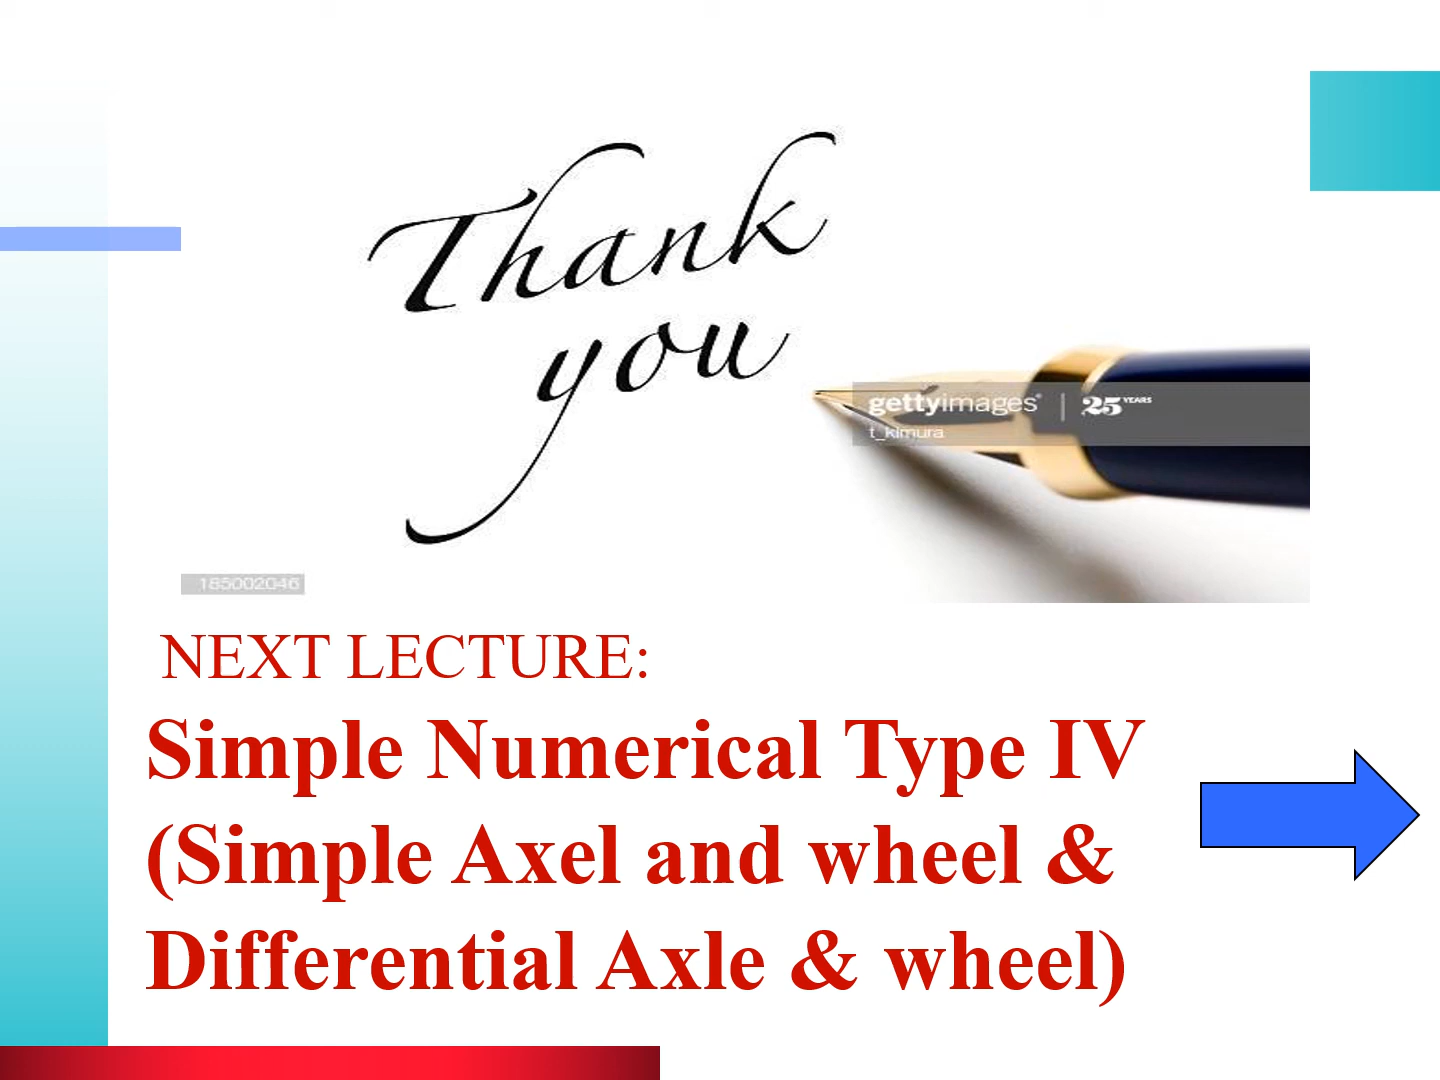 Thank
you
gettyimages® | 25 YEARS
t_kimura
185002046
NEXT LECTURE:
Simple Numerical Type IV
(Simple Axel and wheel &
Differential Axle & wheel)